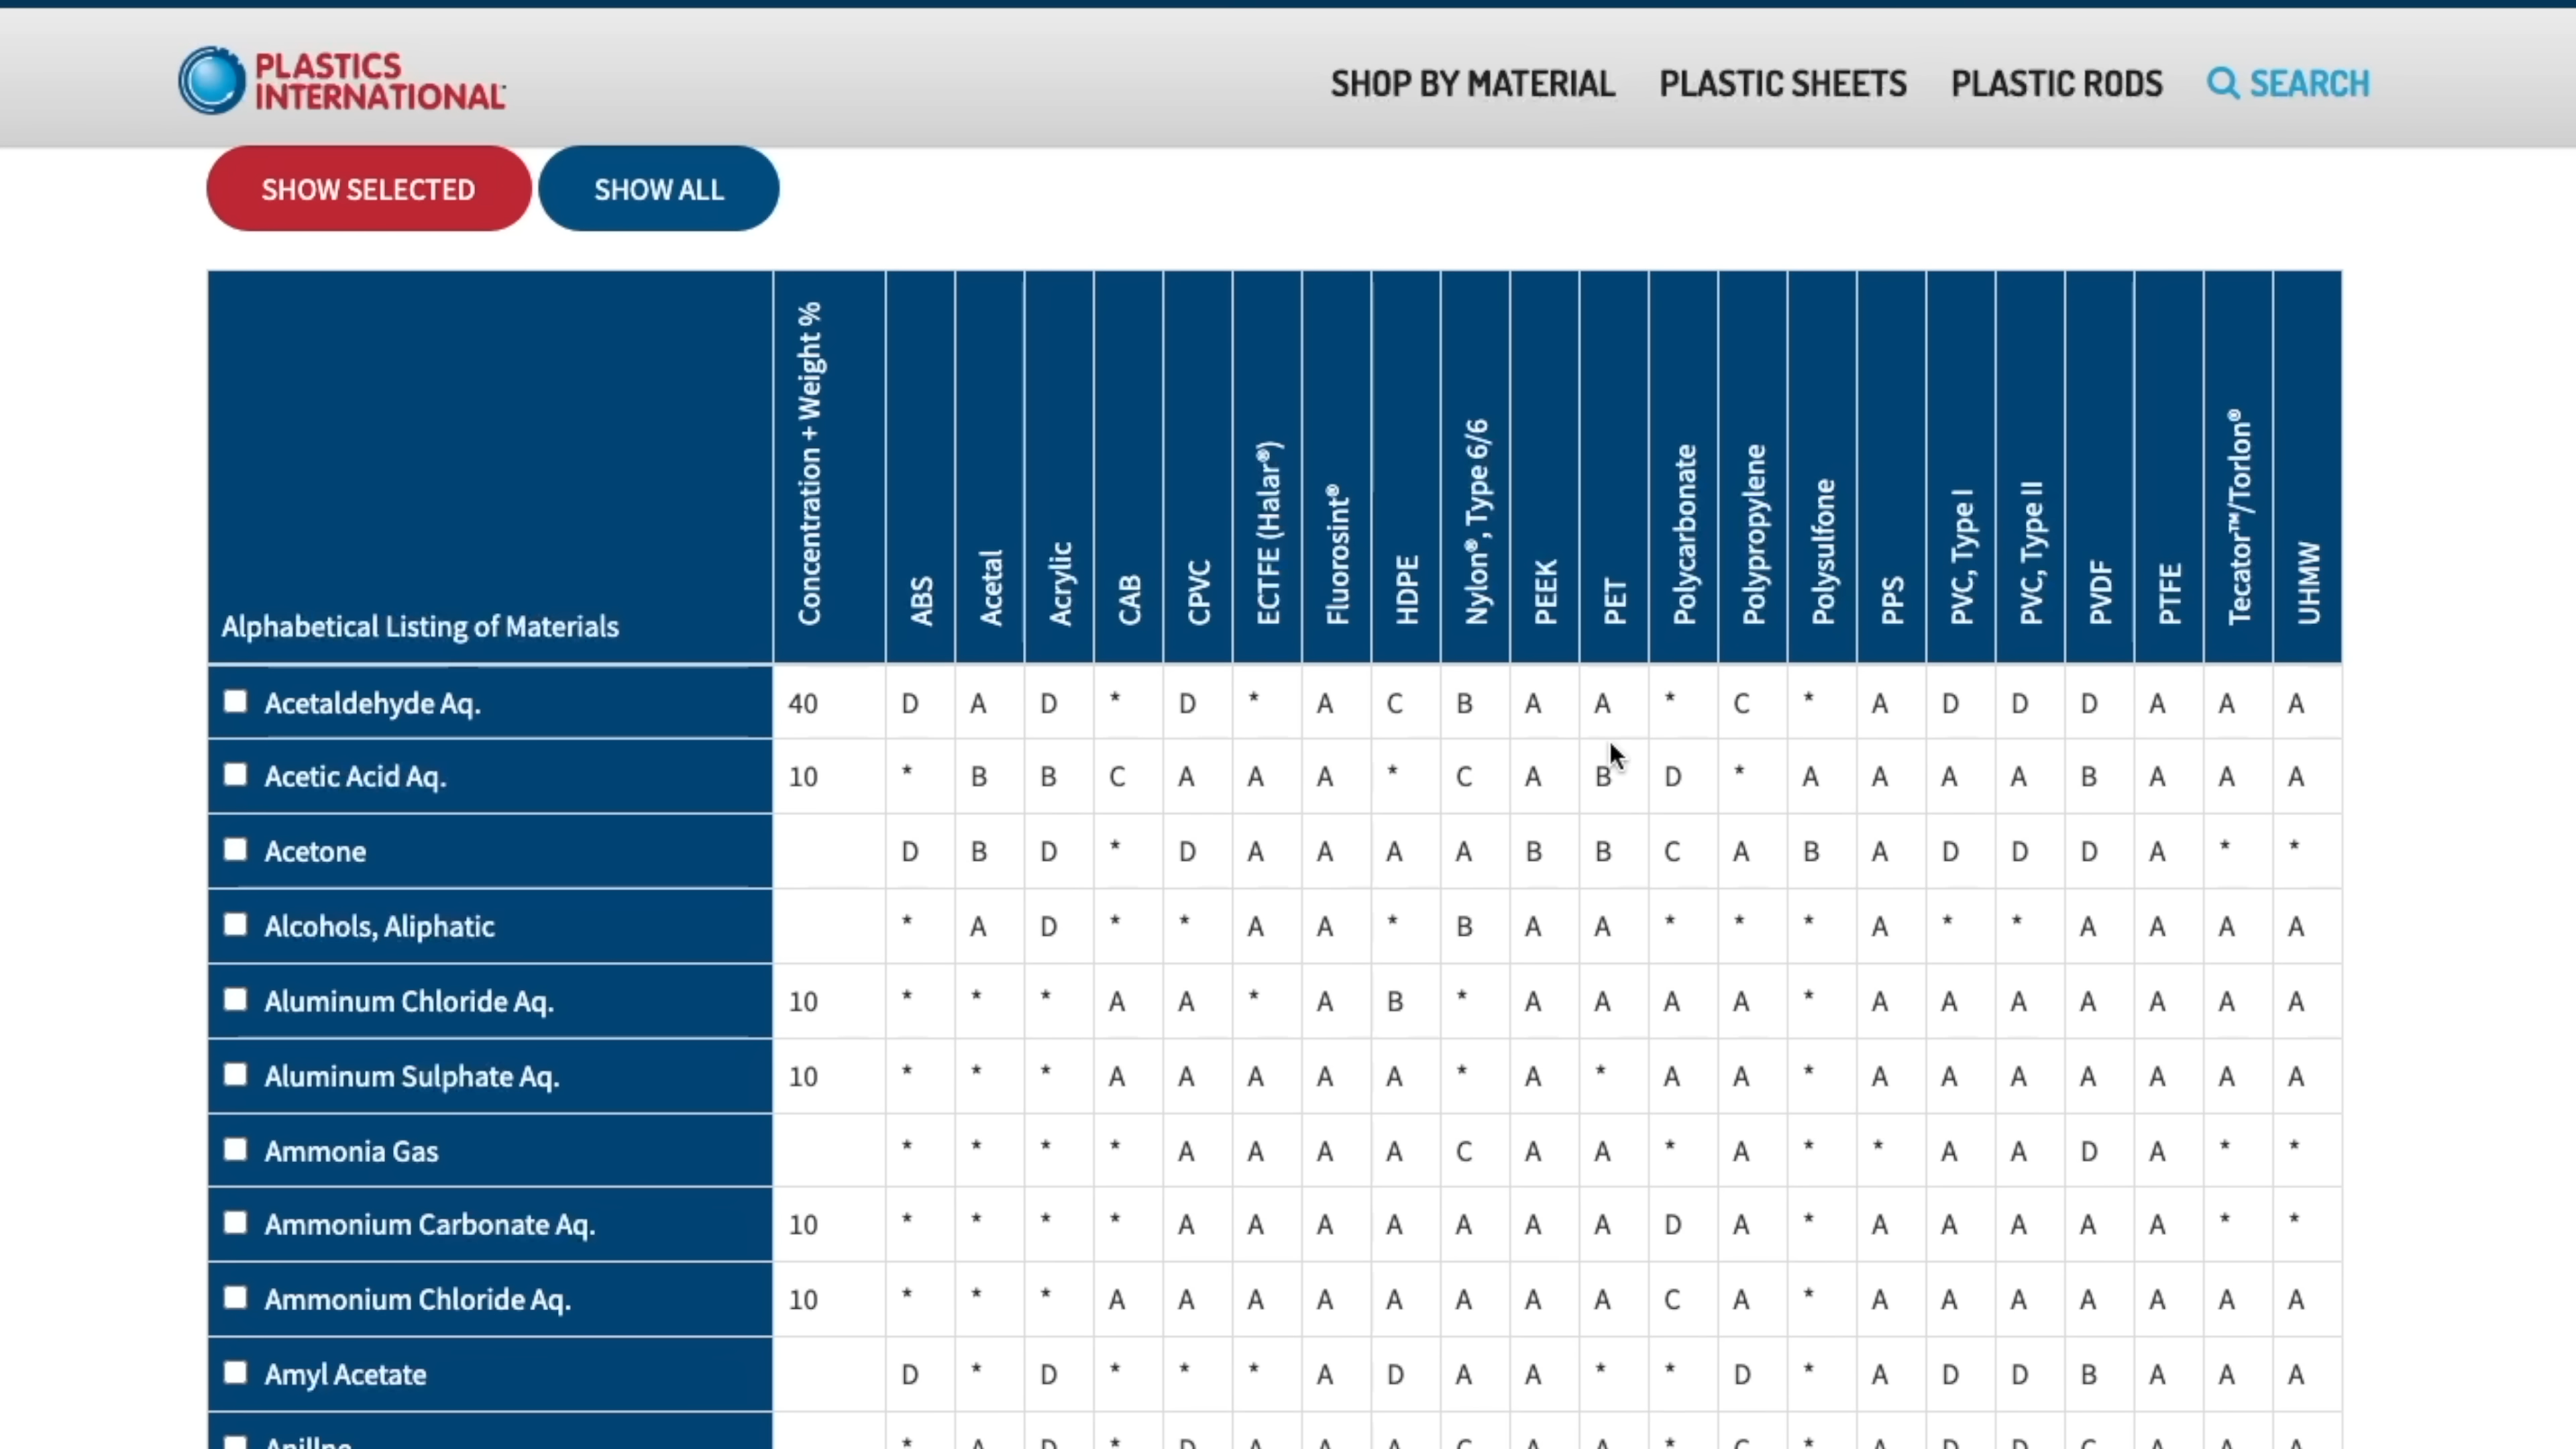 PLASTICS
INTERNATIONAL
SHOP BY MATERIAL PLASTIC SHEETS PLASTIC RODS SEARCH
SHOW SELECTED SHOW ALL
Alphabetical Listing of Materials Concentration + Weight % ABS Acetal Acrylic CAB CPVC ECTFE (Halar®) Fluorosint® HDPE Nylon®, Type 6/6 PEEK PET Polycarbonate Polypropylene Polysulfone PPS PVC, Type I PVC, Type II PVDF PTFE Tecator™/Torlon® UHMW
Acetaldehyde Aq. 40 D A D * D * A C B A A * C * A D D D A A A
Acetic Acid Aq. 10 * B B C A A A * C A B D * A A A A B A A A
Acetone D B D * D A A A A B B C A B A D D D A * *
Alcohols, Aliphatic * A D * * A A * B A A * * * A * * A A A A
Aluminum Chloride Aq. 10 * * * A A * A B * A A A A * A A A A A A A
Aluminum Sulphate Aq. 10 * * * A A A A A * A * A A * A A A A A A A
Ammonia Gas * * * * A A A A C A A * A * * A A D A * *
Ammonium Carbonate Aq. 10 * * * * A A A A A A A D A * A A A A A * *
Ammonium Chloride Aq. 10 * * * A A A A A A A A C A * A A A A A A A
Amyl Acetate D * D * * * A D A A * * D * A D D B A A A